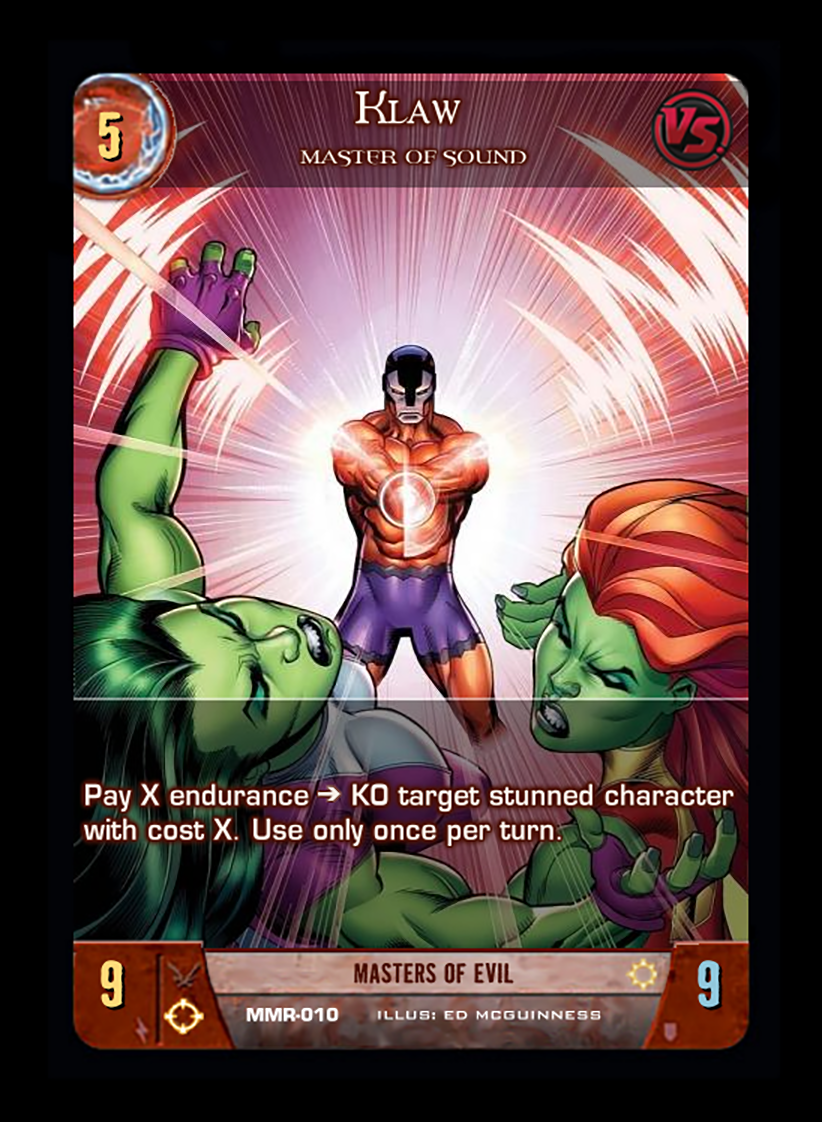 5
KLAW
VS.
MASTER OF SOUND
Pay X endurance → KO target stunned character
with cost X. Use only once per turn.
9
MASTERS OF EVIL
9
MMR-010 ILLUS: ED MCGUINNESS